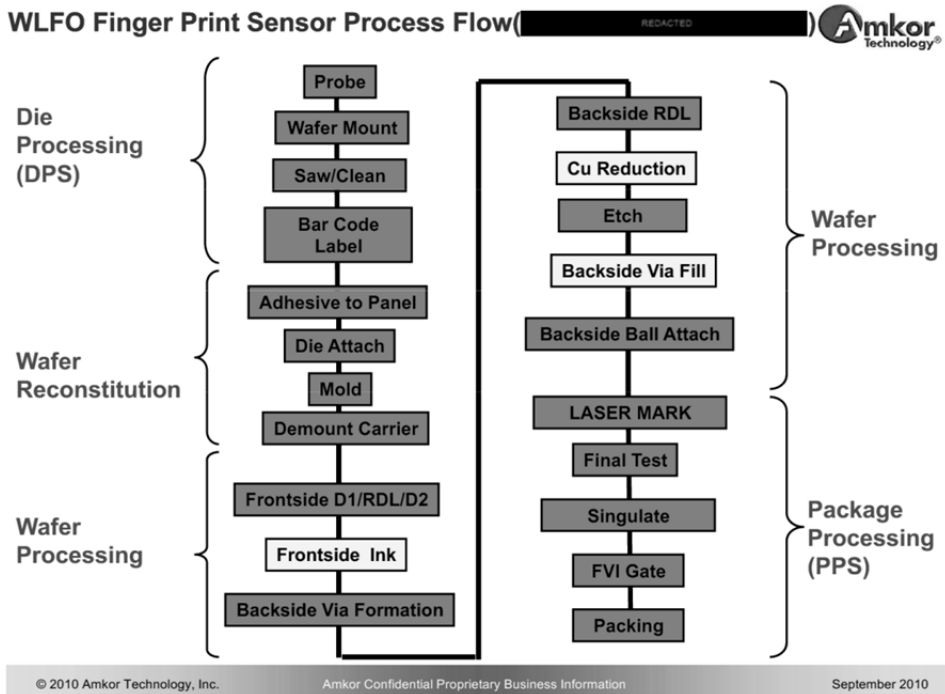 WLFO Finger Print Sensor Process Flow( REDACTED )
Amkor
Technology®
Die
Processing
(DPS)
Probe
Wafer Mount
Saw/Clean
Bar Code
Label
Wafer
Reconstitution
Adhesive to Panel
Die Attach
Mold
Demount Carrier
Wafer
Processing
Frontside D1/RDL/D2
Frontside Ink
Backside Via Formation
Backside RDL
Cu Reduction
Etch
Backside Via Fill
Backside Ball Attach
Wafer
Processing
LASER MARK
Final Test
Singulate
FVI Gate
Packing
Package
Processing
(PPS)
© 2010 Amkor Technology, Inc.
Amkor Confidential Proprietary Business Information
September 2010